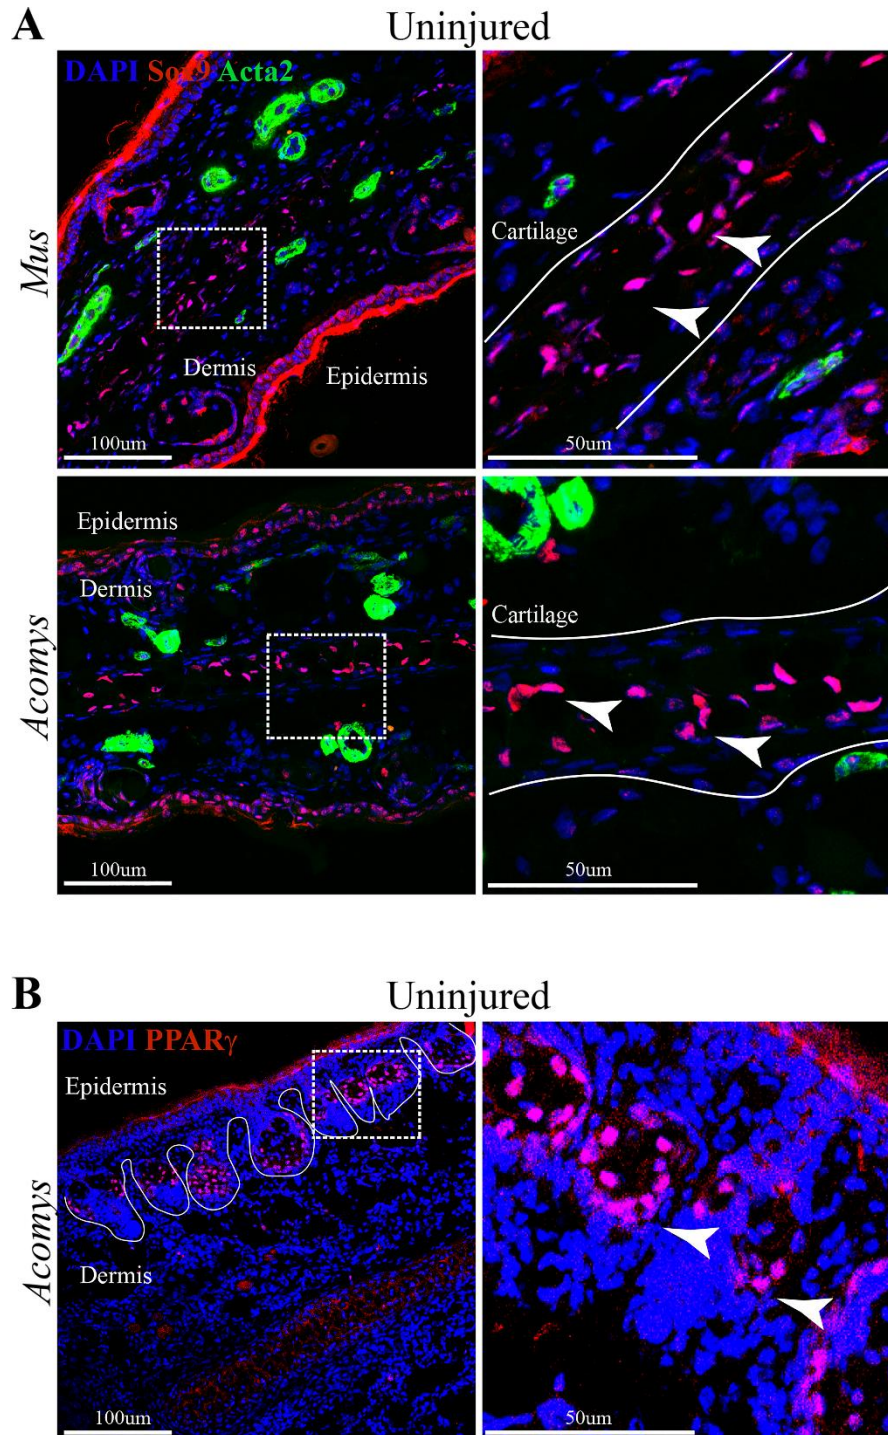 A
Uninjured
DAPI Sox9 Acta2
Mus
Dermis
Epidermis
100um
Cartilage
50um
Acomys
Epidermis
Dermis
100um
Cartilage
50um
B
Uninjured
DAPI PPARγ
Epidermis
Acomys
Dermis
100um
50um